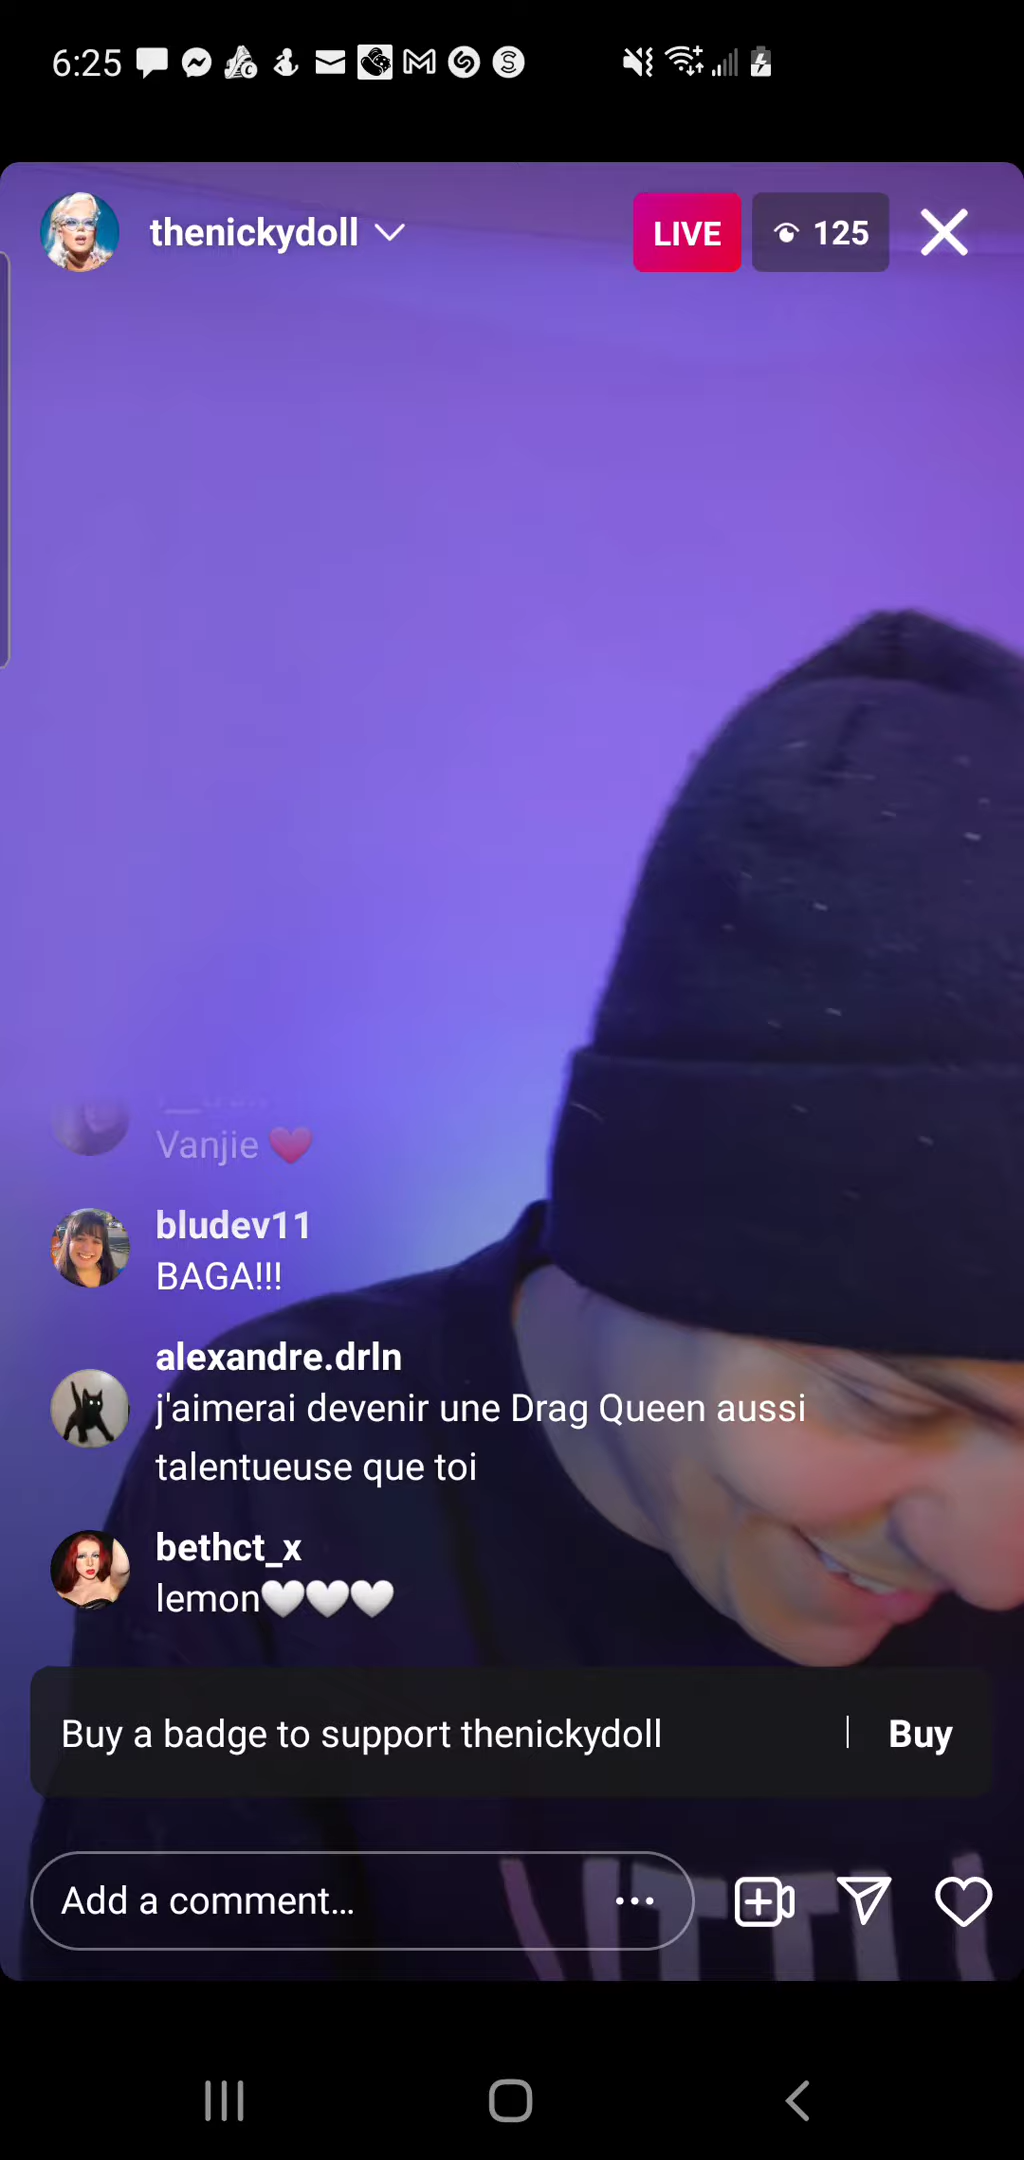 6:25
thenickydoll
LIVE
125
Vanjie ❤️
bludev11
BAGA!!!
alexandre.drln
j'aimerai devenir une Drag Queen aussi
talentueuse que toi
bethct_x
lemon🤍🤍🤍
Buy a badge to support thenickydoll | Buy
Add a comment...